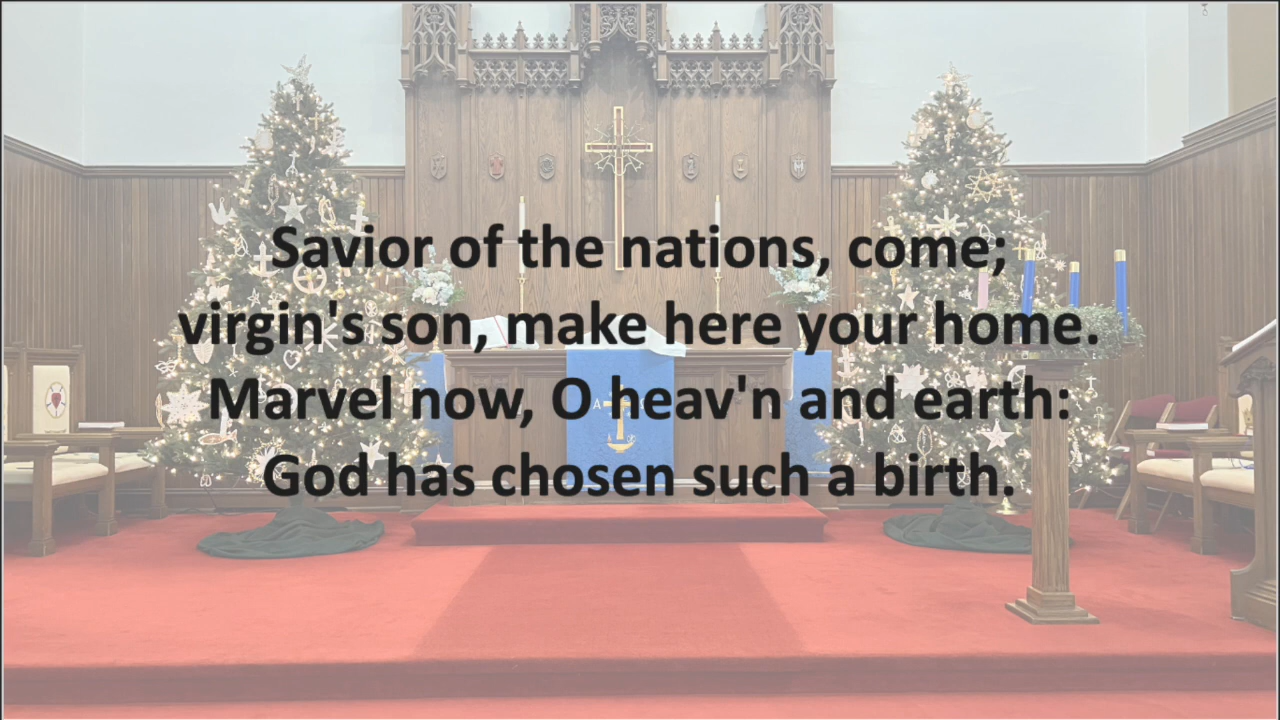 Savior of the nations, come;
virgin's son, make here your home.
Marvel now, O heav'n and earth:
God has chosen such a birth.